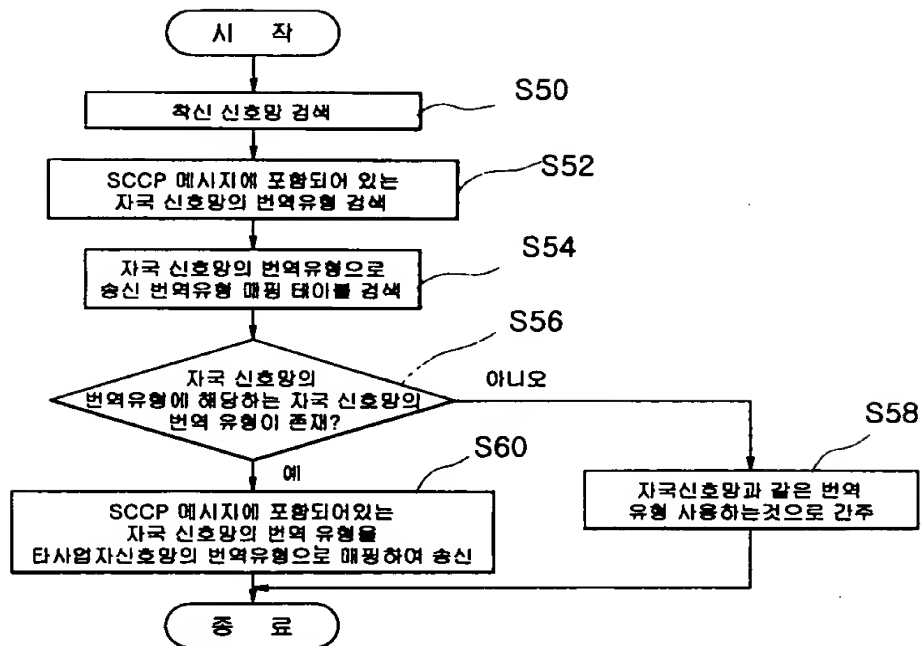 시 작
착신 신호망 검색
S50
SCCP 메시지에 포함되어 있는
자국 신호망의 번역유형 검색
S52
자국 신호망의 번역유형으로
송신 번역유형 매핑 테이블 검색
S54
자국 신호망의
번역유형에 해당하는 자국 신호망의
번역 유형이 존재?
S56
아니오
예
S58
자국신호망과 같은 번역
유형 사용하는것으로 간주
S60
SCCP 메시지에 포함되어있는
자국 신호망의 번역 유형을
타사업자신호망의 번역유형으로 매핑하여 송신
종 료